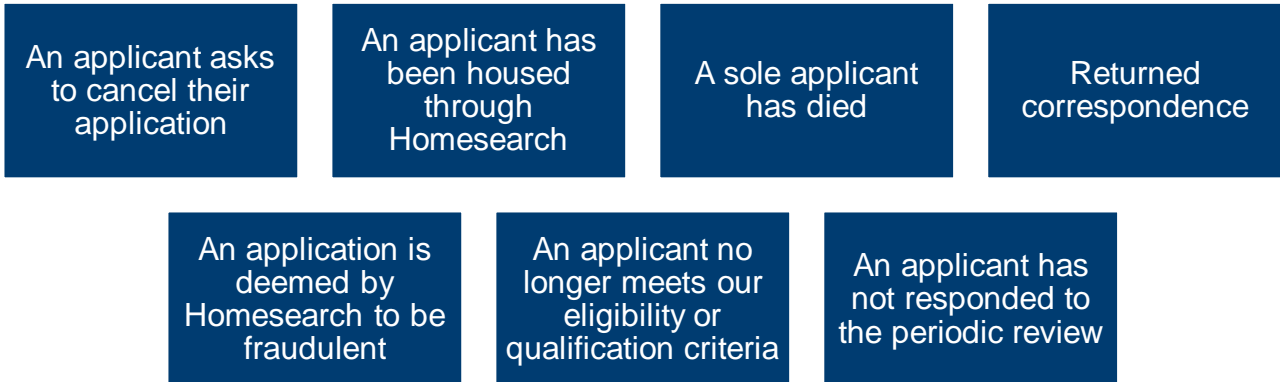 An applicant asks
to cancel their
application
An applicant has
been housed
through
Homesearch
A sole applicant
has died
Returned
correspondence
An application is
deemed by
Homesearch to be
fraudulent
An applicant no
longer meets our
eligibility or
qualification criteria
An applicant has
not responded to
the periodic review